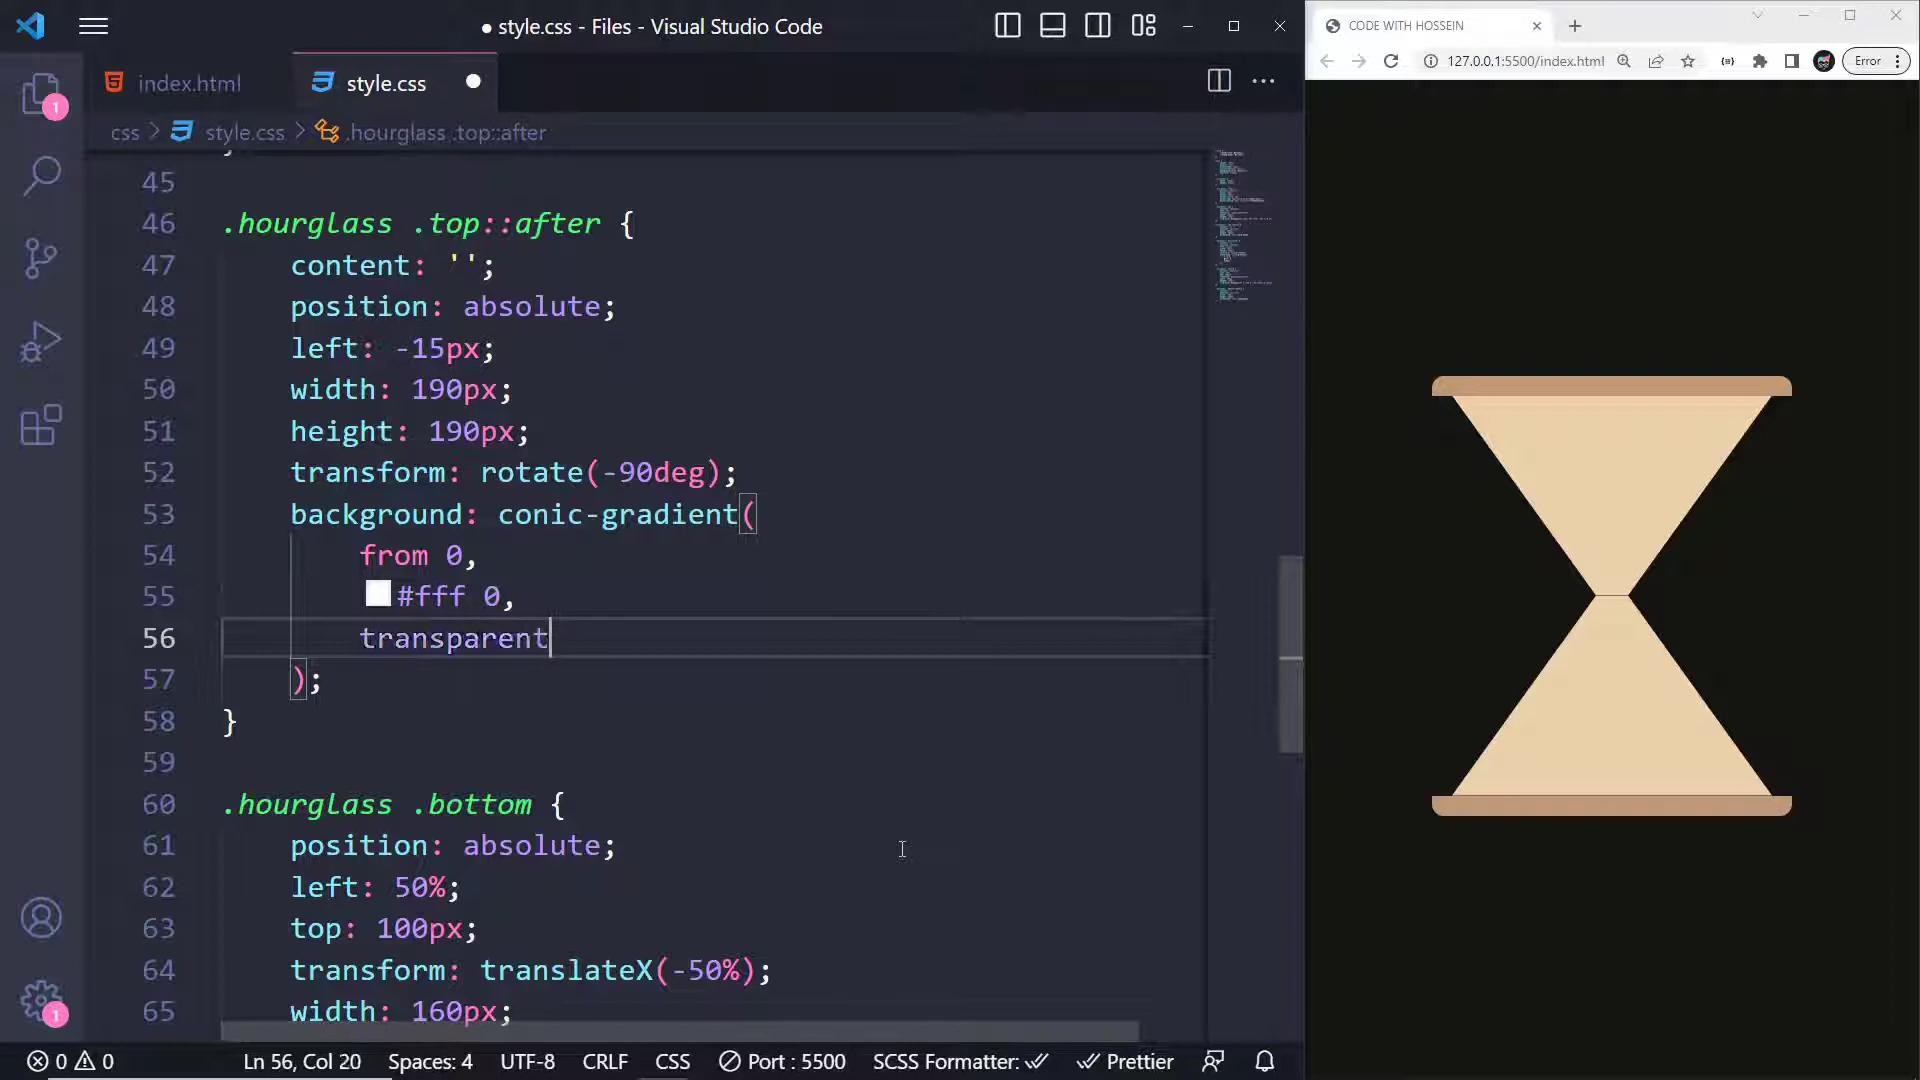 style.css - Files - Visual Studio Code
index.html
style.css
css > style.css > .hourglass .top::after
45
46 .hourglass .top::after {
47 content: '';
48 position: absolute;
49 left: -15px;
50 width: 190px;
51 height: 190px;
52 transform: rotate(-90deg);
53 background: conic-gradient(
54 from 0,
55 #fff 0,
56 transparent
57 );
58 }
59
60 .hourglass .bottom {
61 position: absolute;
62 left: 50%;
63 top: 100px;
64 transform: translateX(-50%);
65 width: 160px;
1
1
0 0
Ln 56, Col 20
Spaces: 4
UTF-8
CRLF
CSS
Port : 5500
SCSS Formatter:
Prettier
CODE WITH HOSSEIN
127.0.0.1:5500/index.html
Error